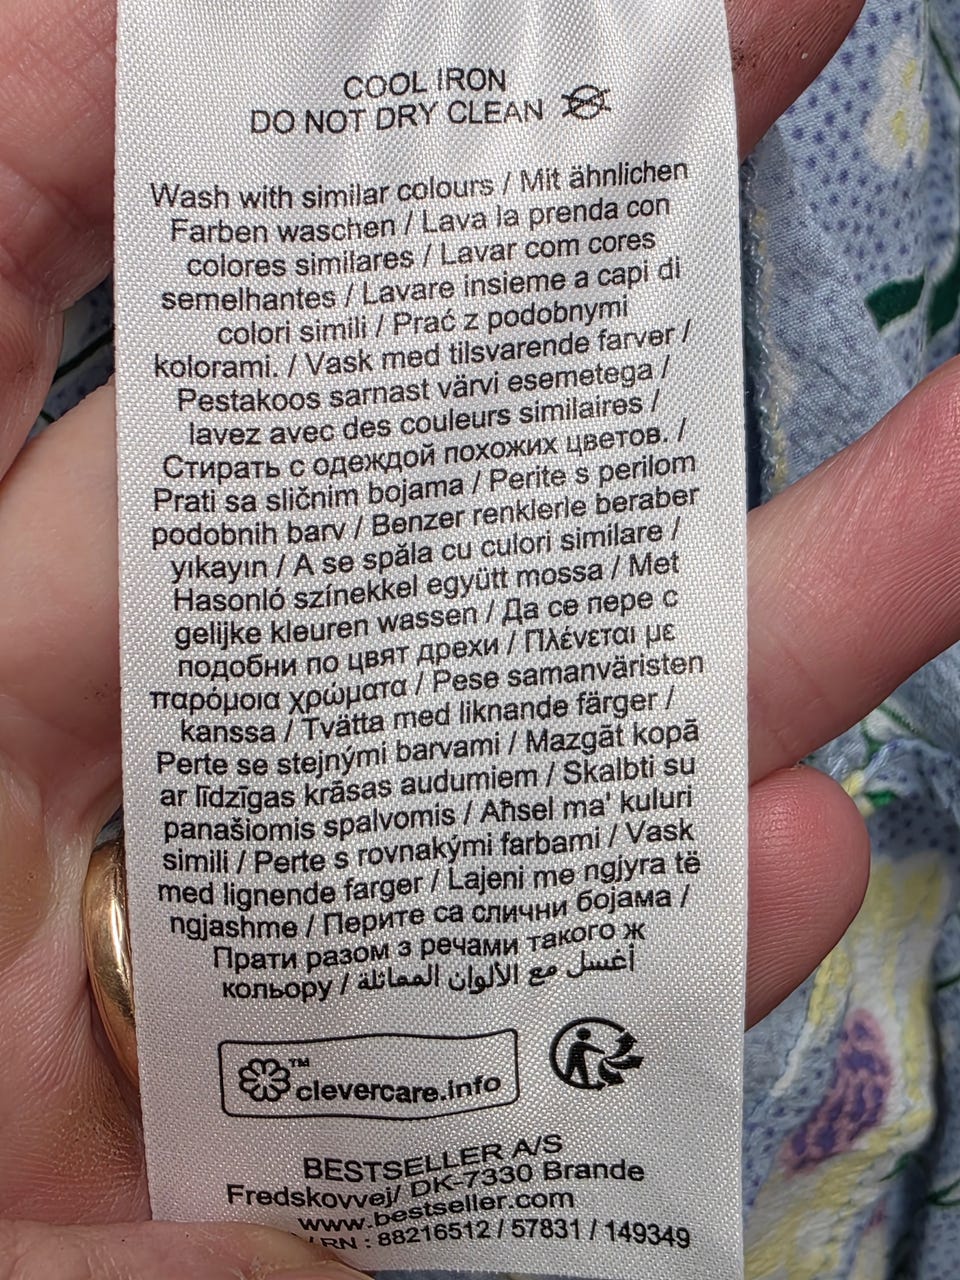 COOL IRON
DO NOT DRY CLEAN
Wash with similar colours / Mit ähnlichen
Farben waschen / Lava la prenda con
colores similares / Lavar com cores
semelhantes / Lavare insieme a capi di
colori simili / Prać z podobnymi
kolorami. / Vask med tilsvarende farver /
Pestakoos sarnast värvi esemetega /
lavez avec des couleurs similaires /
Стирать с одеждой похожих цветов. /
Prati sa sličnim bojama / Perite s perilom
podobnih barv / Benzer renklerle beraber
yıkayın / A se spăla cu culori similare /
Hasonló színekkel együtt mossa / Met
gelijke kleuren wassen / Да се пере с
подобни по цвят дрехи / Πλένεται με
παρόμοια χρώματα / Pese samanväristen
kanssa / Tvätta med liknande färger /
Perte se stejnými barvami / Mazgāt kopā
ar līdzīgas krāsas audumiem / Skalbti su
panašiomis spalvomis / Aħsel ma' kuluri
simili / Perte s rovnakými farbami / Vask
med lignende farger / Lajeni me ngjyra të
ngjashme / Перите са слични бојама /
Прати разом з речами такого ж
кольору / أغسل مع الألوان المماثلة
™
clevercare.info
BESTSELLER A/S
Fredskovvej/ DK-7330 Brande
www.bestseller.com
/ RN : 88216512 / 57831 / 149349